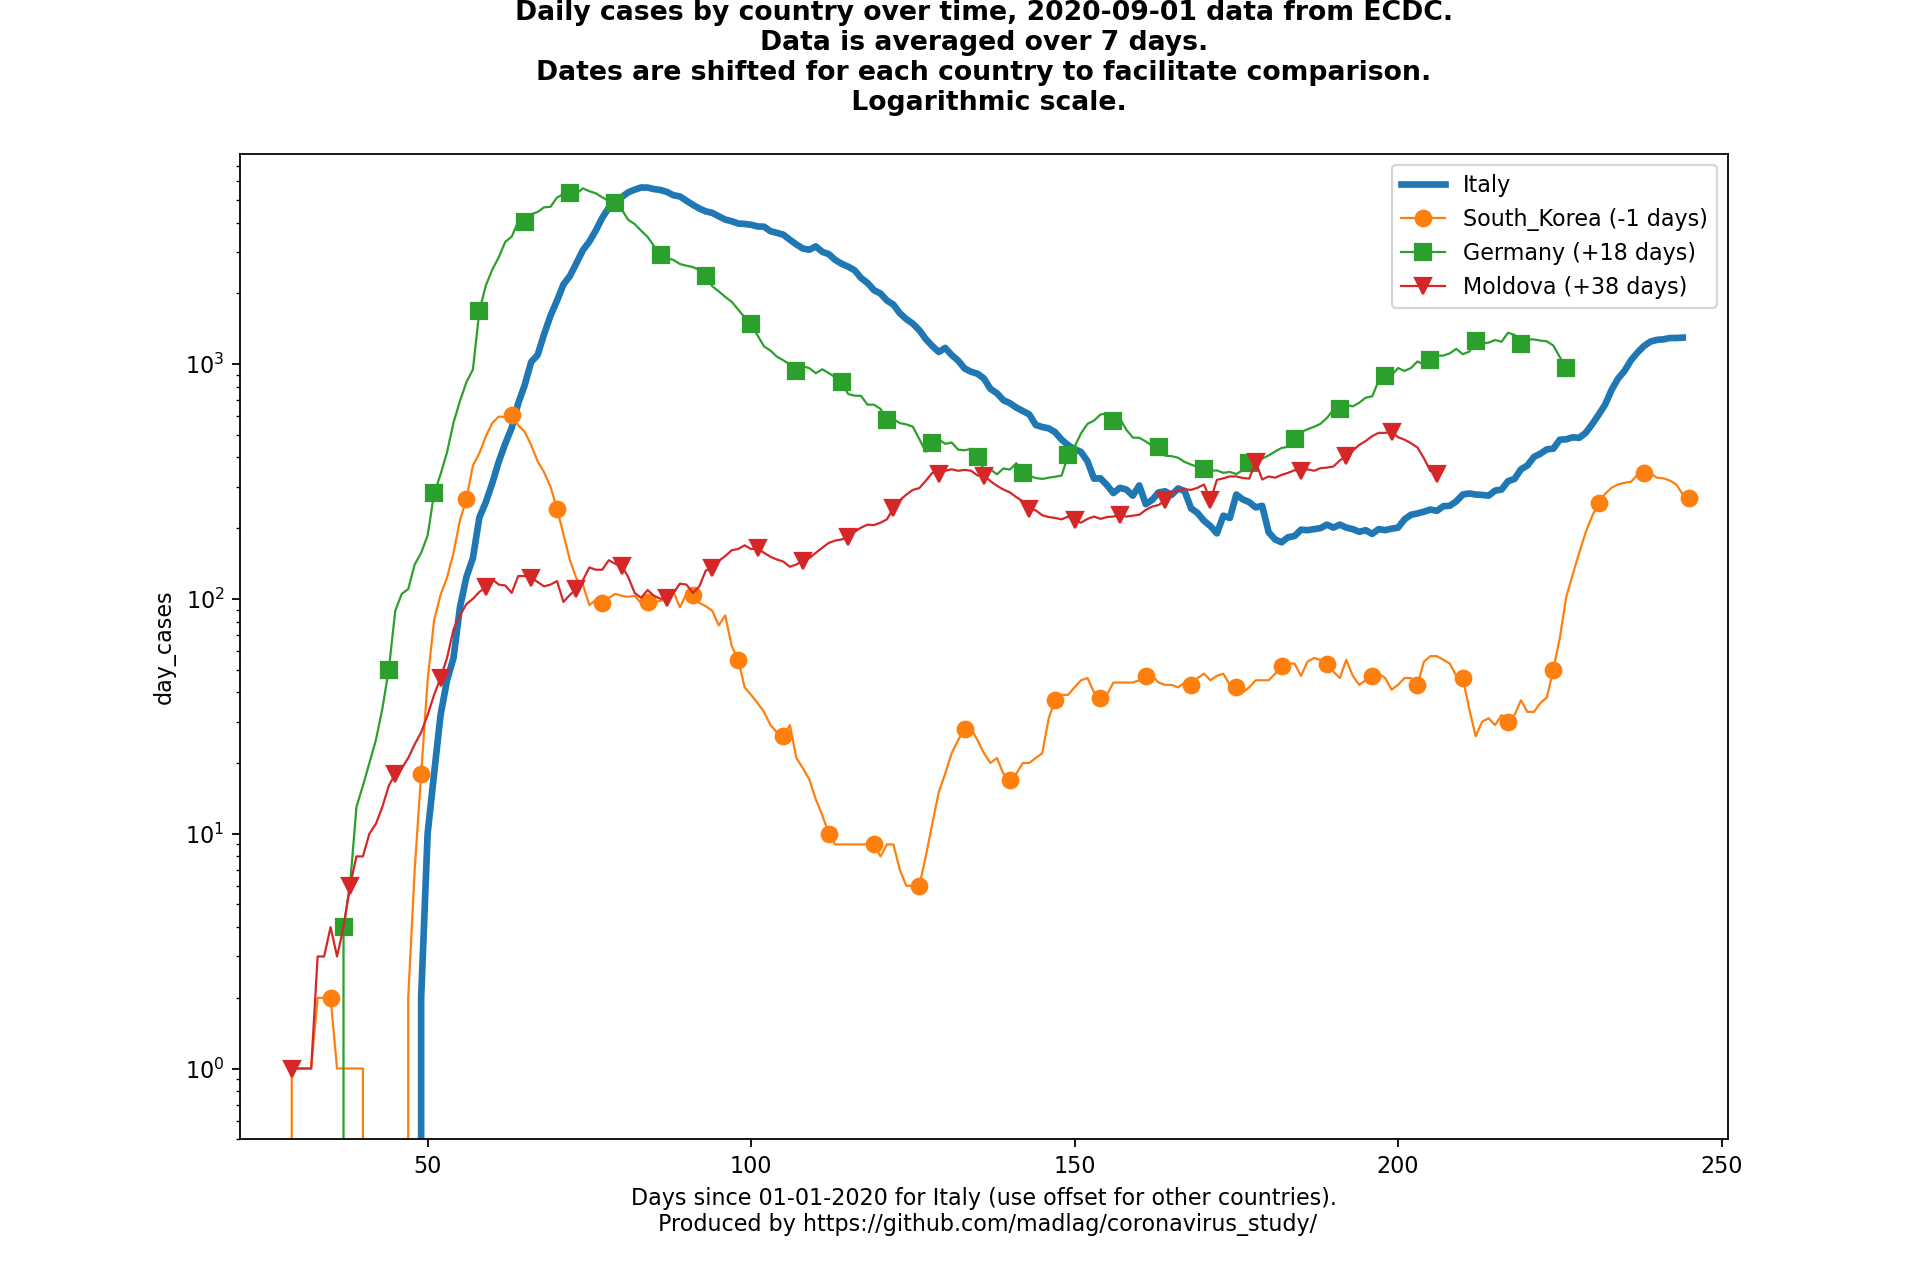 Daily cases by country over time, 2020-09-01 data from ECDC.
Data is averaged over 7 days.
Dates are shifted for each country to facilitate comparison.
Logarithmic scale.
Italy
South_Korea (-1 days)
Germany (+18 days)
Moldova (+38 days)
10³
10²
10¹
10⁰
day_cases
50 100 150 200 250
Days since 01-01-2020 for Italy (use offset for other countries).
Produced by https://github.com/madlag/coronavirus_study/